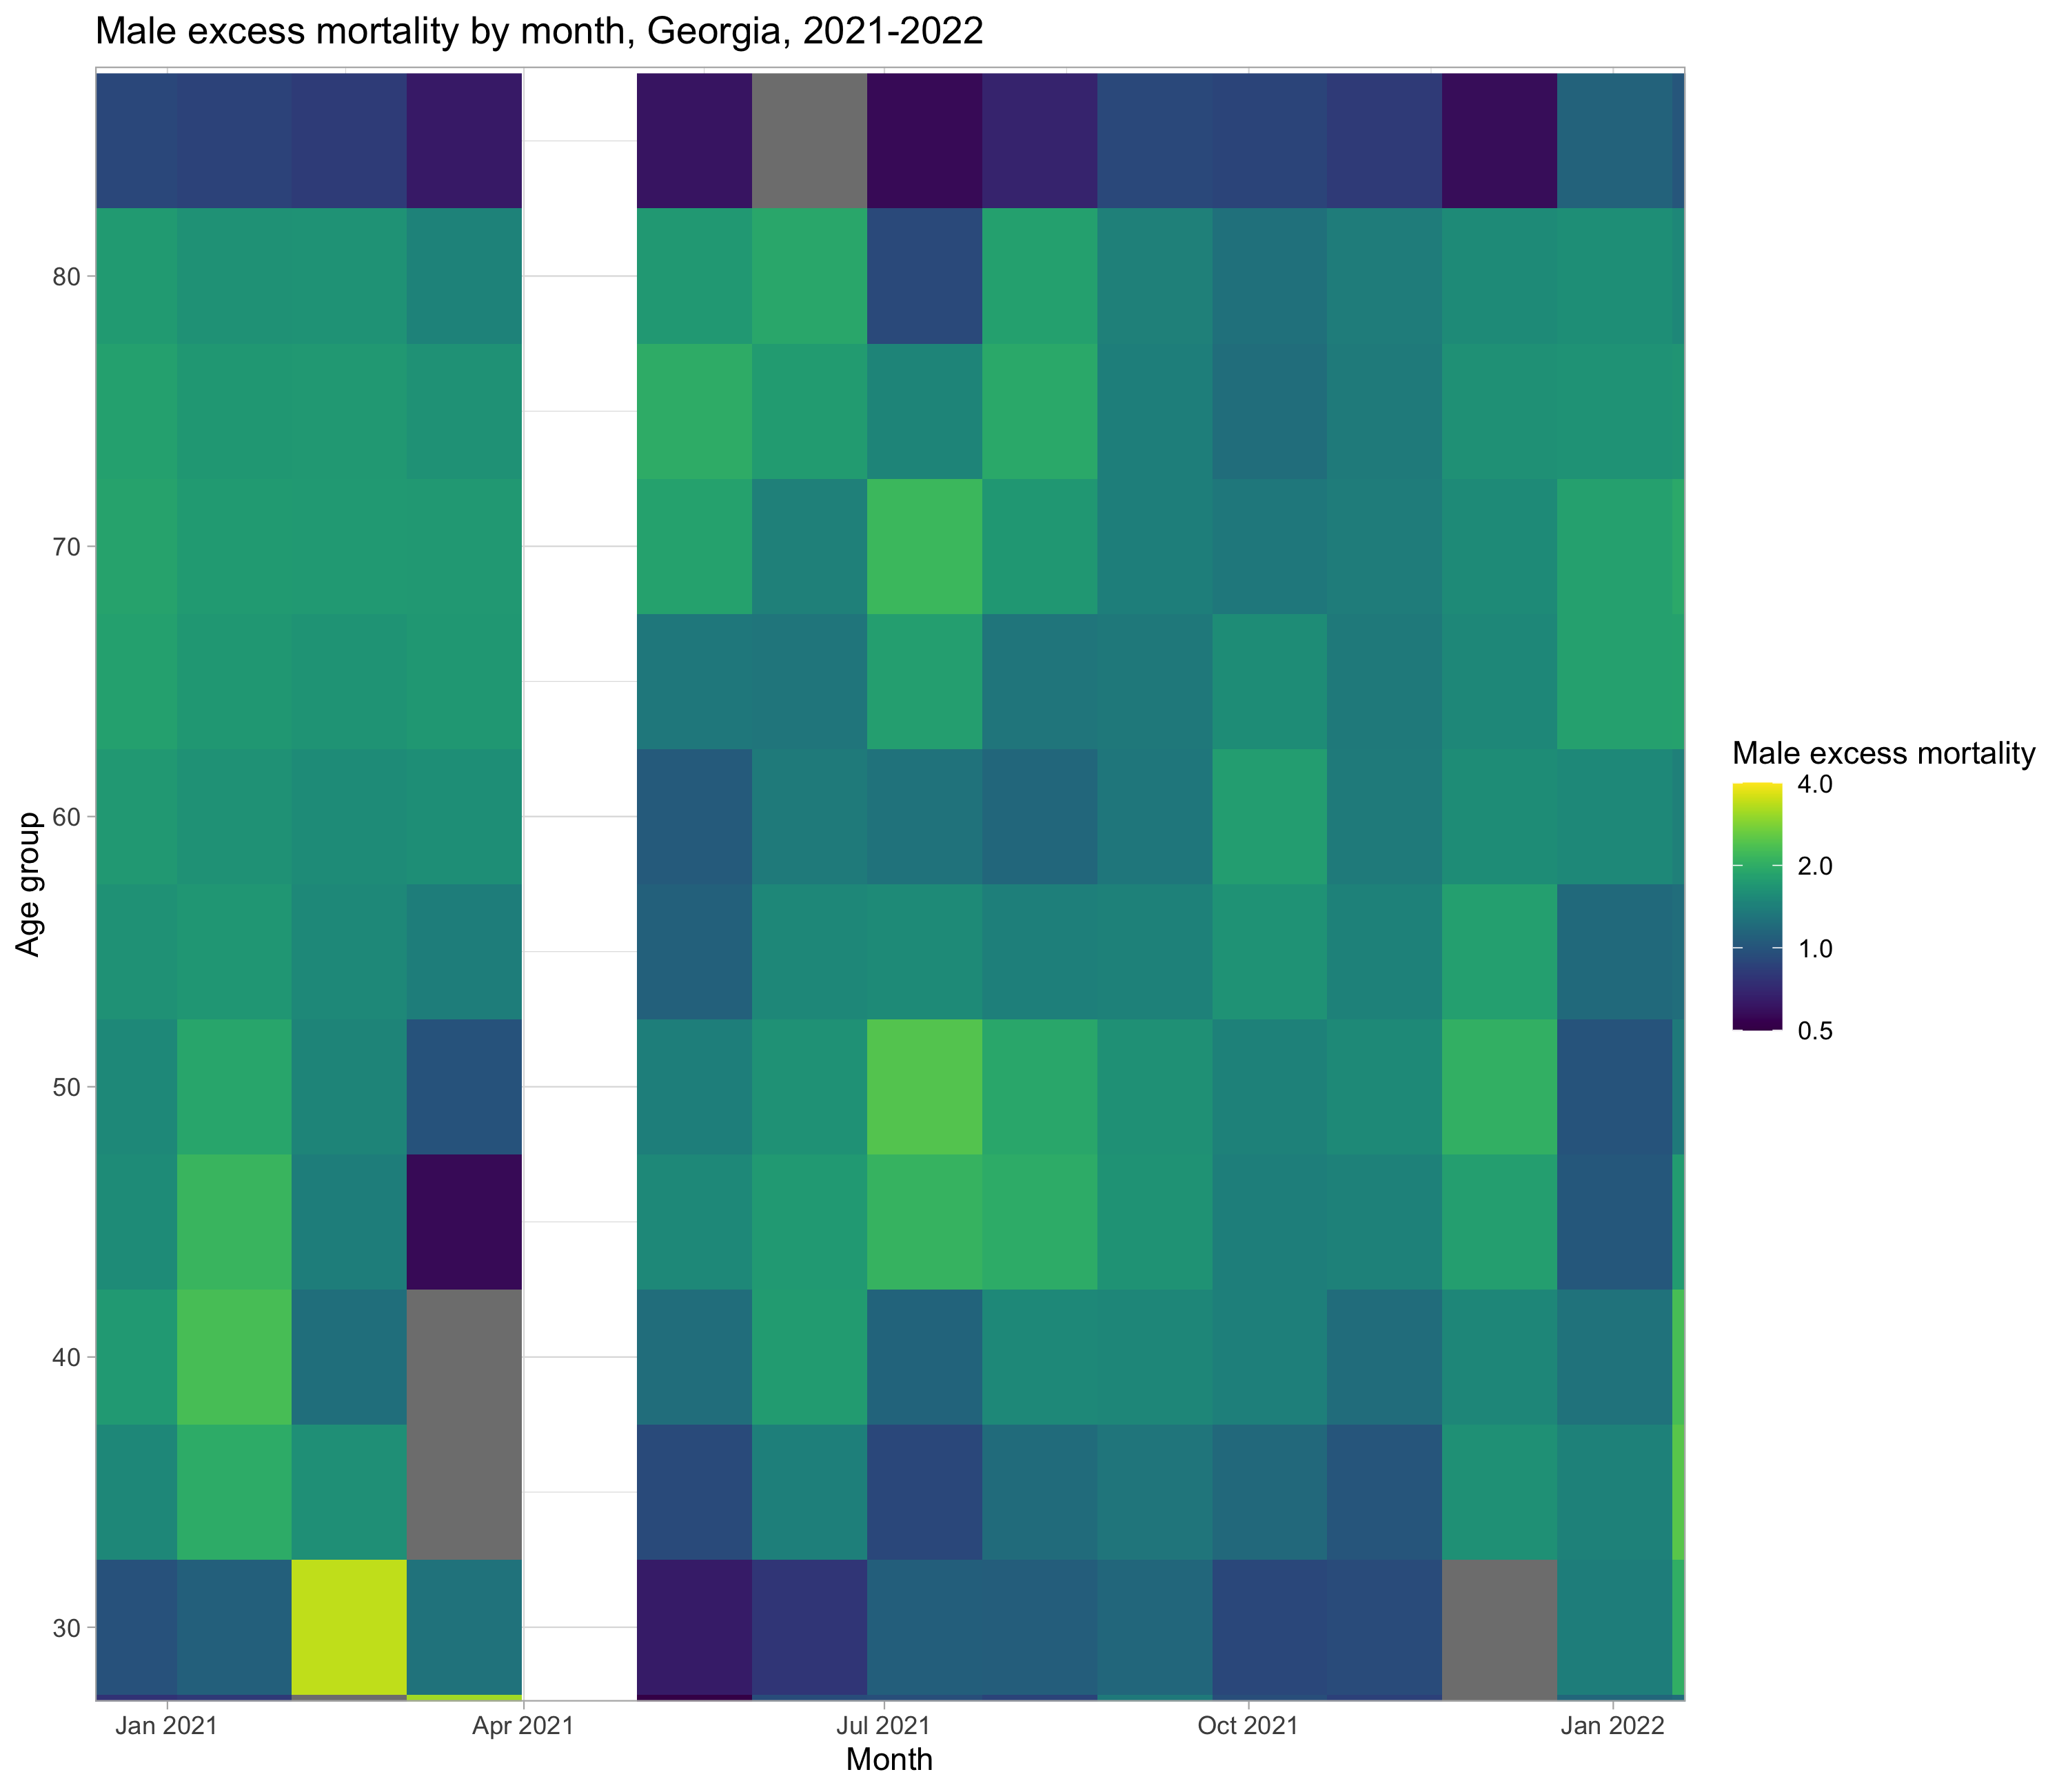 Male excess mortality by month, Georgia, 2021-2022
80
70
60
50
40
30
Age group
Jan 2021 Apr 2021 Jul 2021 Oct 2021 Jan 2022
Month
Male excess mortality
4.0
2.0
1.0
0.5